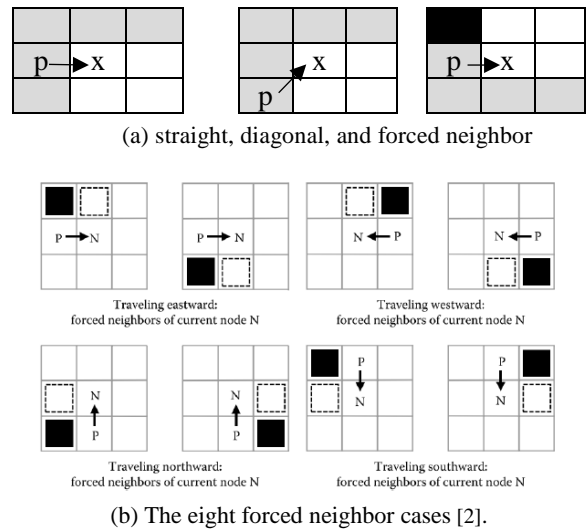 p x p x p x
(a) straight, diagonal, and forced neighbor
P N P N N P N P
Traveling eastward: Traveling westward:
forced neighbors of current node N forced neighbors of current node N
N N P P
P P N N
Traveling northward: Traveling southward:
forced neighbors of current node N forced neighbors of current node N
(b) The eight forced neighbor cases [2].